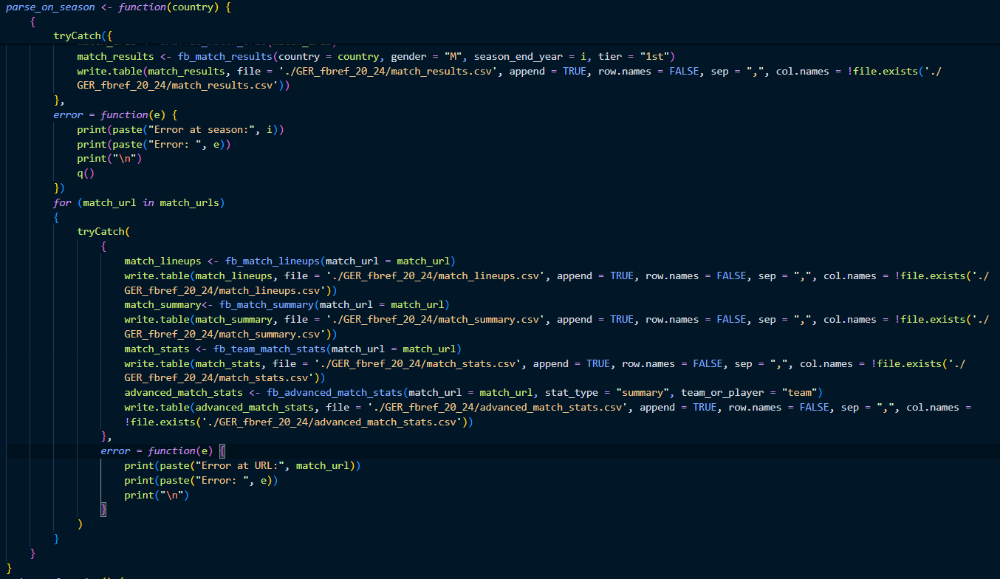 parse_on_season <- function(country) {
{
tryCatch({
match_results <- fb_match_results(country = country, gender = "M", season_end_year = i, tier = "1st")
write.table(match_results, file = './GER_fbref_20_24/match_results.csv', append = TRUE, row.names = FALSE, sep = ",", col.names = !file.exists('./
GER_fbref_20_24/match_results.csv'))
},
error = function(e) {
print(paste("Error at season:", i))
print(paste("Error: ", e))
print("\n")
q()
})
for (match_url in match_urls)
{
tryCatch(
{
match_lineups <- fb_match_lineups(match_url = match_url)
write.table(match_lineups, file = './GER_fbref_20_24/match_lineups.csv', append = TRUE, row.names = FALSE, sep = ",", col.names = !file.exists('./
GER_fbref_20_24/match_lineups.csv'))
match_summary<- fb_match_summary(match_url = match_url)
write.table(match_summary, file = './GER_fbref_20_24/match_summary.csv', append = TRUE, row.names = FALSE, sep = ",", col.names = !file.exists('./
GER_fbref_20_24/match_summary.csv'))
match_stats <- fb_team_match_stats(match_url = match_url)
write.table(match_stats, file = './GER_fbref_20_24/match_stats.csv', append = TRUE, row.names = FALSE, sep = ",", col.names = !file.exists('./
GER_fbref_20_24/match_stats.csv'))
advanced_match_stats <- fb_advanced_match_stats(match_url = match_url, stat_type = "summary", team_or_player = "team")
write.table(advanced_match_stats, file = './GER_fbref_20_24/advanced_match_stats.csv', append = TRUE, row.names = FALSE, sep = ",", col.names =
!file.exists('./GER_fbref_20_24/advanced_match_stats.csv'))
},
error = function(e) {
print(paste("Error at URL:", match_url))
print(paste("Error: ", e))
print("\n")
}
)
}
}
}